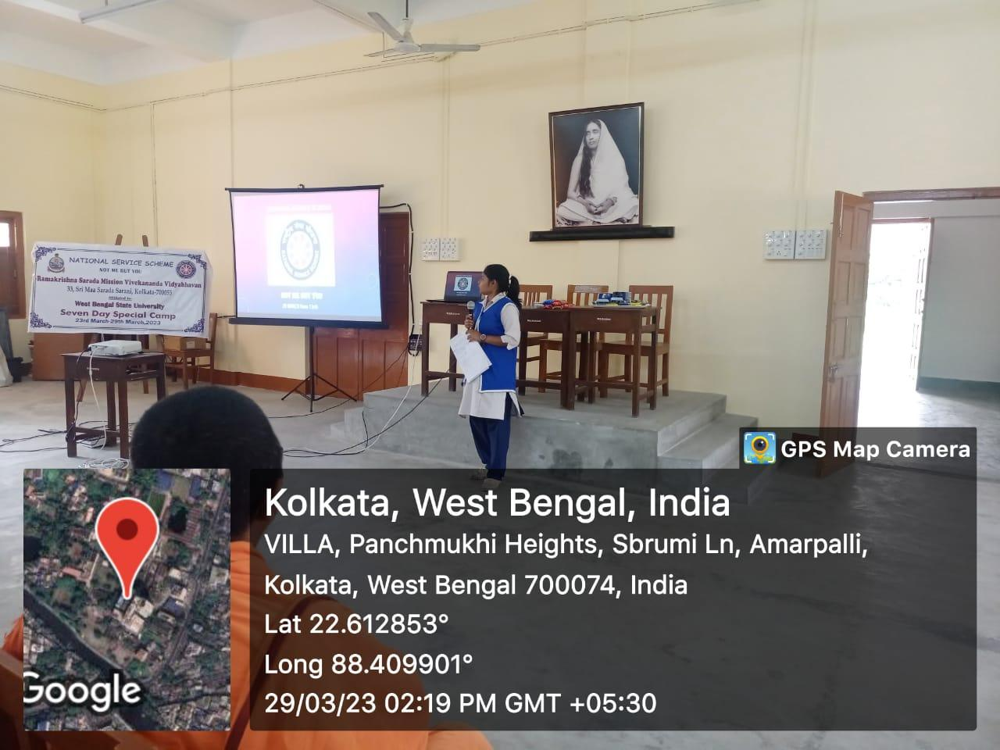 NATIONAL SERVICE SCHEME
NOT ME BUT YOU
Ramakrishna Sarada Mission Vivekananda Vidyabhavan
33, Sri Maa Sarada Sarani, Kolkata-700055
Affiliated to:
West Bengal State University
Seven Day Special Camp
23rd March-29th March, 2023
NOT ME BUT YOU
GPS Map Camera
Kolkata, West Bengal, India
VILLA, Panchmukhi Heights, Sbrumi Ln, Amarpalli,
Kolkata, West Bengal 700074, India
Lat 22.612853°
Long 88.409901°
29/03/23 02:19 PM GMT +05:30
Google